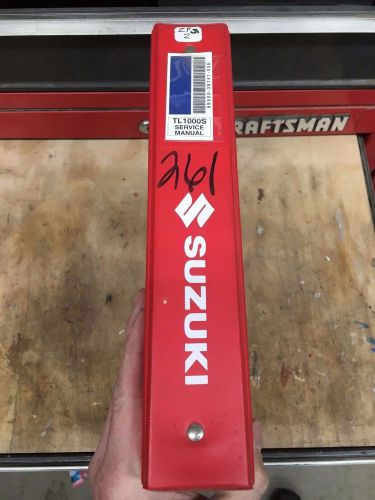 TL1000S
SERVICE
MANUAL
RAFTSMAN
261
SUZUKI